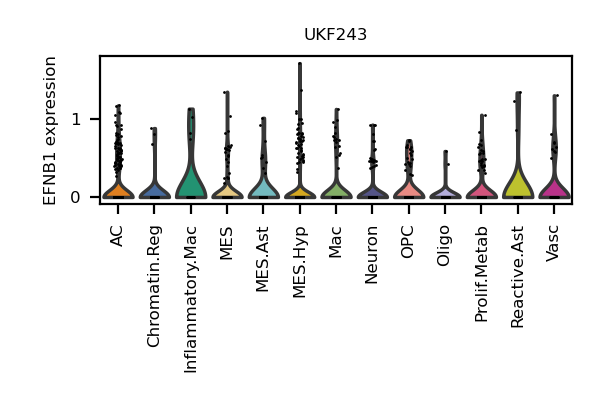 UKF243
EFNB1 expression
1
0
AC
Chromatin.Reg
Inflammatory.Mac
MES
MES.Ast
MES.Hyp
Mac
Neuron
OPC
Oligo
Prolif.Metab
Reactive.Ast
Vasc